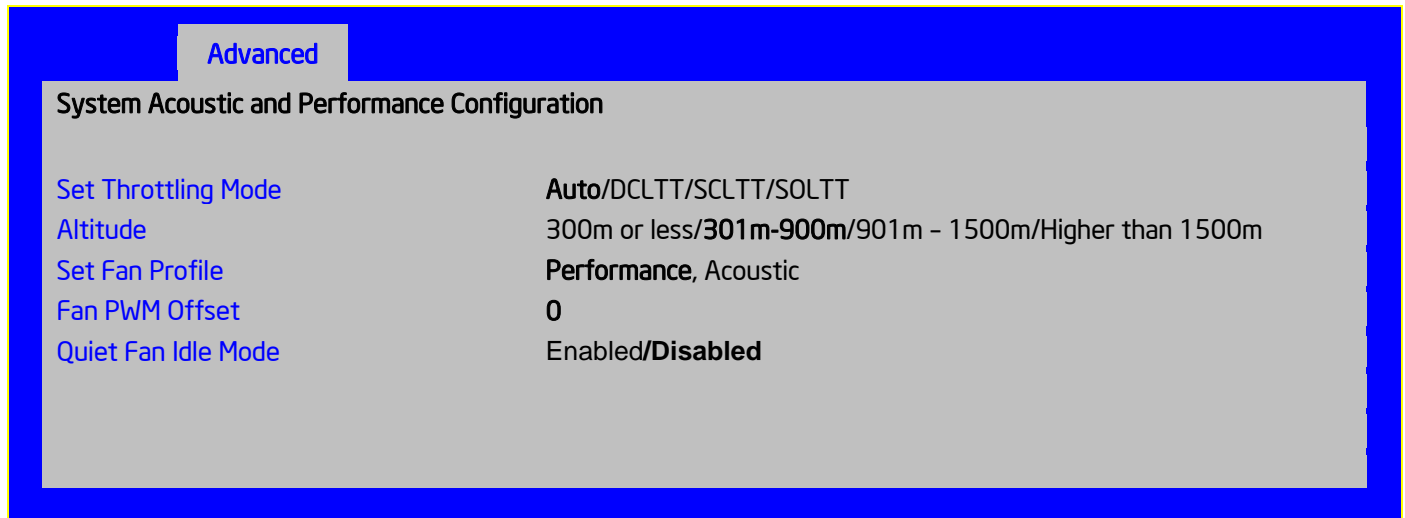 Advanced
System Acoustic and Performance Configuration
Set Throttling Mode Auto/DCLTT/SCLTT/SOLTT
Altitude 300m or less/301m-900m/901m – 1500m/Higher than 1500m
Set Fan Profile Performance, Acoustic
Fan PWM Offset 0
Quiet Fan Idle Mode Enabled/Disabled